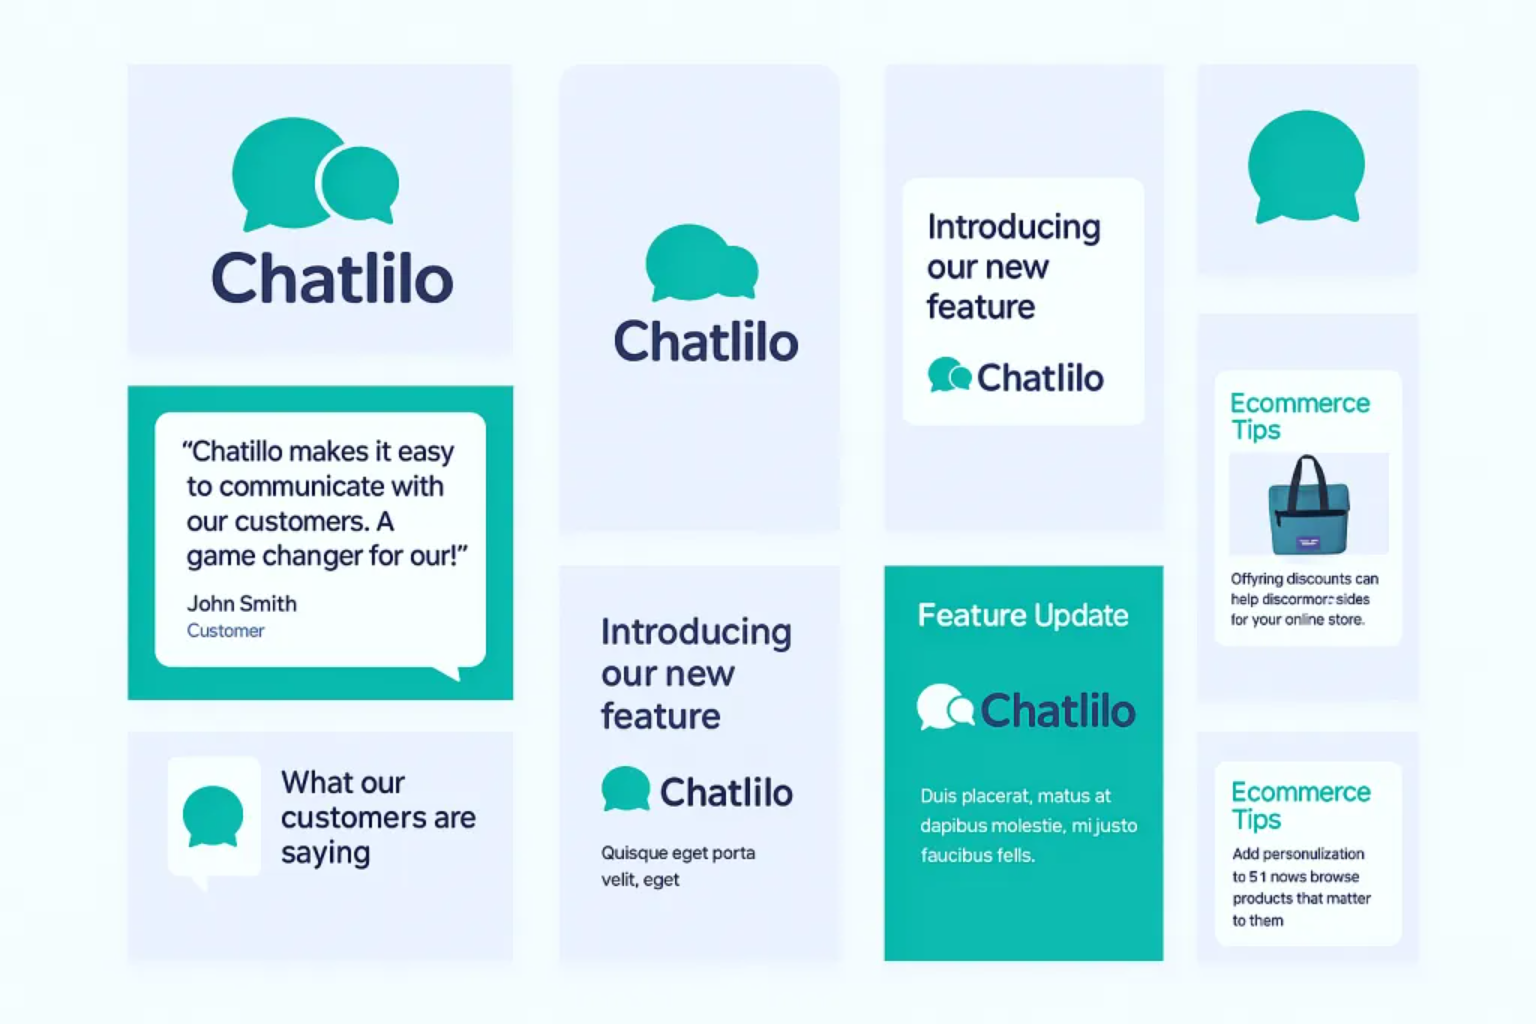 Chatlilo
"Chatillo makes it easy
to communicate with
our customers. A
game changer for our!"
John Smith
Customer
What our
customers are
saying
Chatlilo
Introducing
our new
feature
Chatlilo
Quisque eget porta
velit, eget
Introducing
our new
feature
Chatlilo
Feature Update
Chatlilo
Duis placerat, matus at
dapibus molestie, mi justo
faucibus fells.
Ecommerce
Tips
Offyring discounts can
help sides
for your online store.
Ecommerce
Tips
Add personulization
to 51 nows browse
products that matter
to them